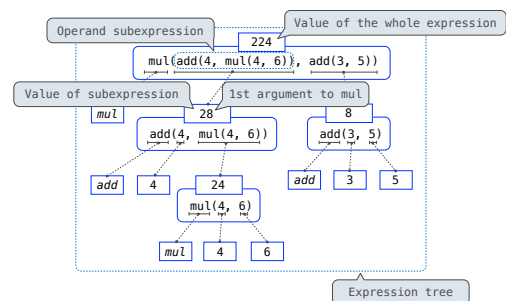 Operand subexpression
Value of the whole expression
224
mul(add(4, mul(4, 6)), add(3, 5))
Value of subexpression
1st argument to mul
mul
28
8
add(4, mul(4, 6))
add(3, 5)
add
4
24
add
3
5
mul(4, 6)
mul
4
6
Expression tree